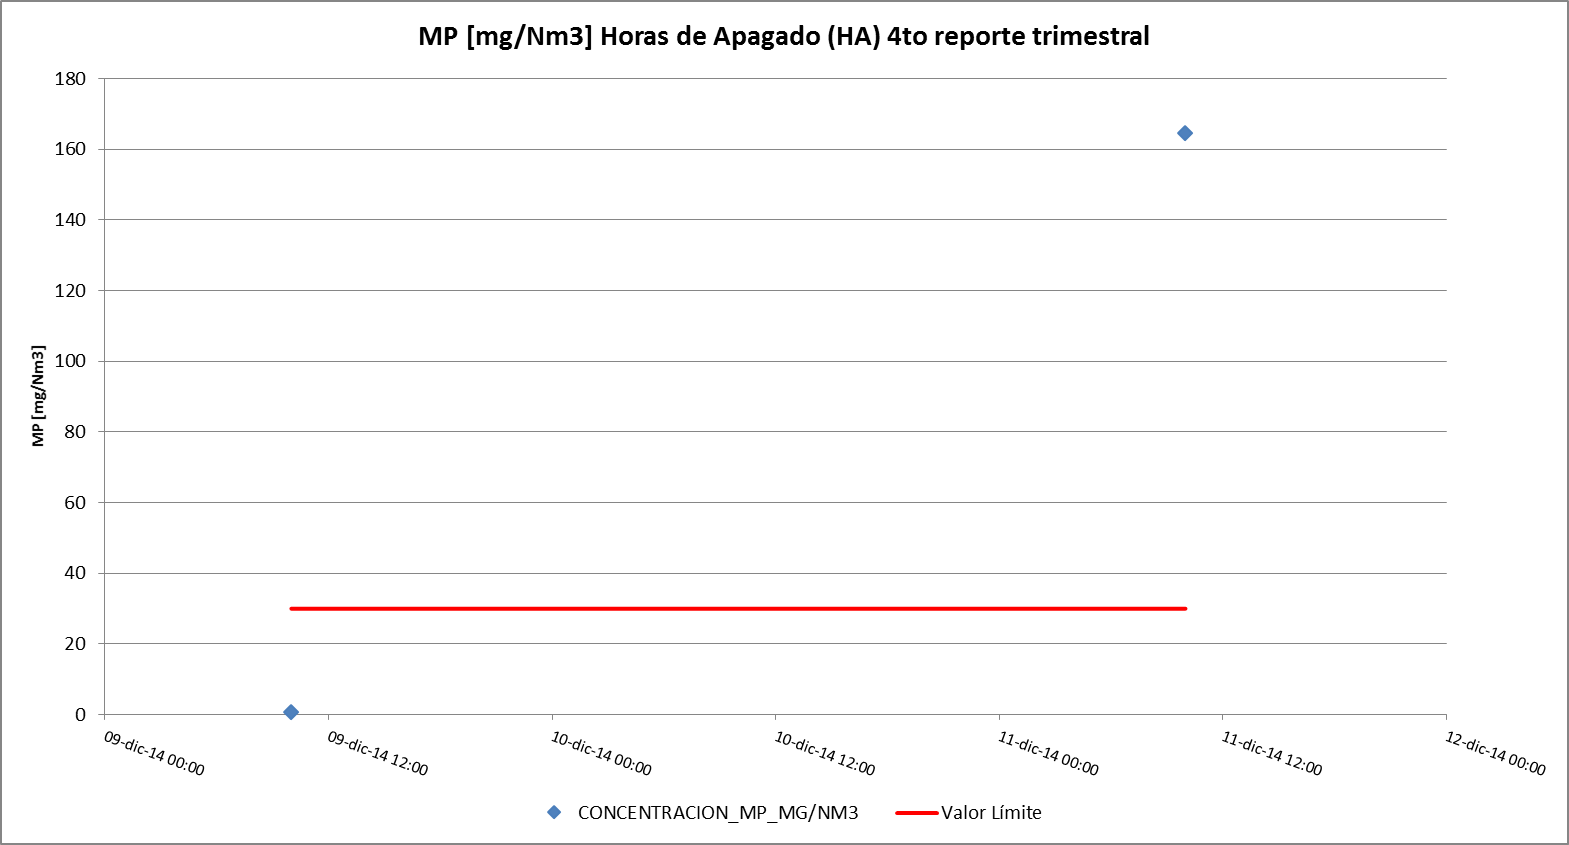 MP [mg/Nm3] Horas de Apagado (HA) 4to reporte trimestral
180
160
140
120
100
80
60
40
20
0
MP [mg/Nm3]
09-dic-14 00:00
09-dic-14 12:00
10-dic-14 00:00
10-dic-14 12:00
11-dic-14 00:00
11-dic-14 12:00
12-dic-14 00:00
CONCENTRACION_MP_MG/NM3
Valor Límite